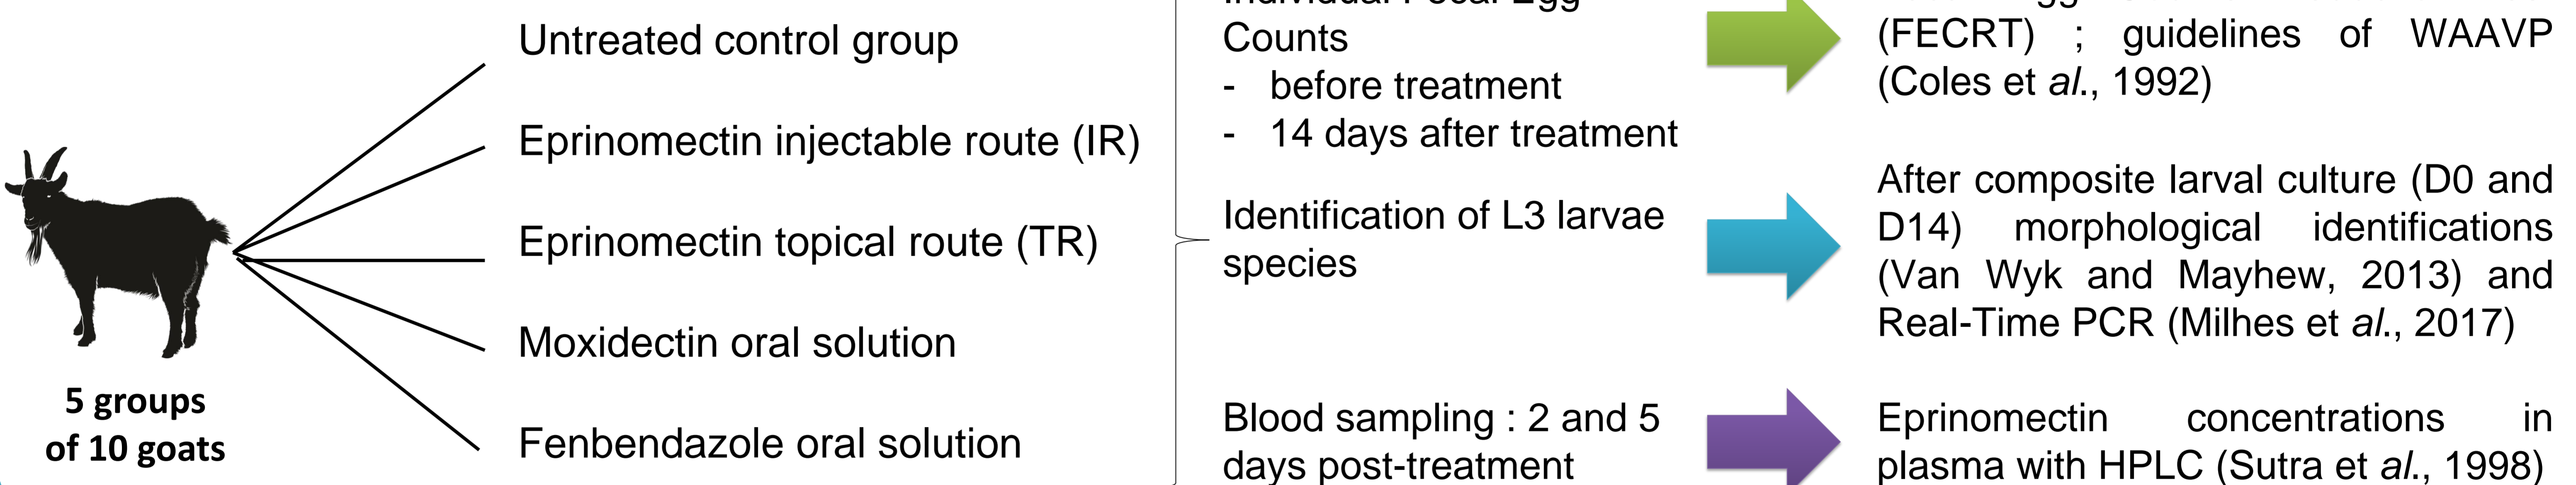 Untreated control group
Eprinomectin injectable route (IR)
Eprinomectin topical route (TR)
Moxidectin oral solution
Fenbendazole oral solution
5 groups
of 10 goats
Counts
- before treatment
- 14 days after treatment
Identification of L3 larvae
species
Blood sampling : 2 and 5
days post-treatment
(FECRT) ; guidelines of WAAVP
(Coles et al., 1992)
After composite larval culture (D0 and
D14) morphological identifications
(Van Wyk and Mayhew, 2013) and
Real-Time PCR (Milhes et al., 2017)
Eprinomectin concentrations in
plasma with HPLC (Sutra et al., 1998)